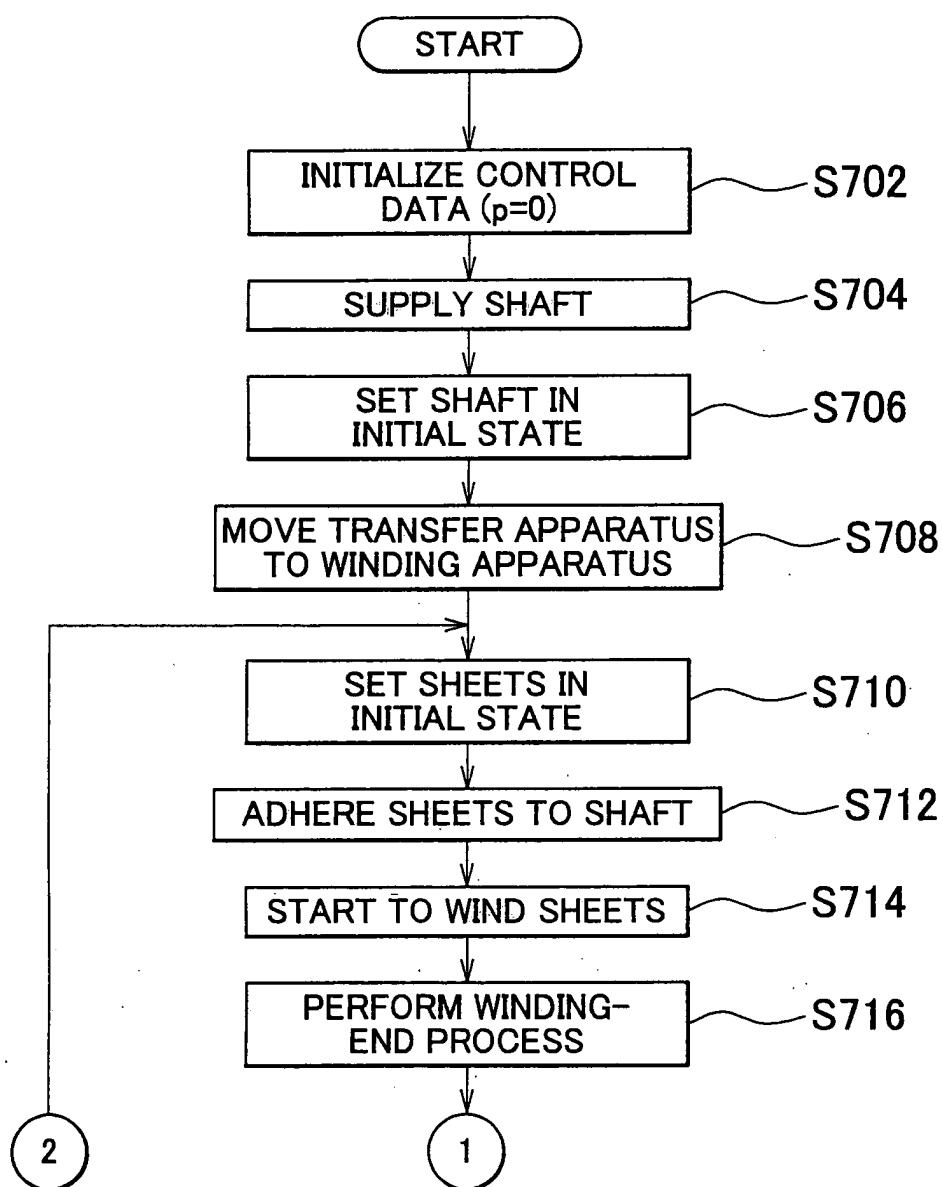 START
INITIALIZE CONTROL
DATA (p=0)
S702
SUPPLY SHAFT
S704
SET SHAFT IN
INITIAL STATE
S706
MOVE TRANSFER APPARATUS
TO WINDING APPARATUS
S708
SET SHEETS IN
INITIAL STATE
S710
ADHERE SHEETS TO SHAFT
S712
START TO WIND SHEETS
S714
PERFORM WINDING-
END PROCESS
S716
2
1